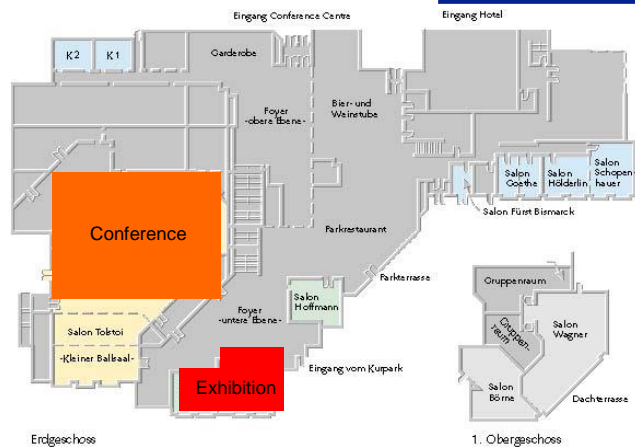 Eingang Conference Centre
Eingang Hotel
K2
K1
Garderobe
Foyer
-obere Ebene-
Bier- und
Weinstube
Salon
Goethe
Salon
Hölderlin
Salon
Schopen-
hauer
Salon Fürst Bismarck
Conference
Parkrestaurant
Parkterrasse
Salon
Hoffmann
Foyer
-untere Ebene-
Salon Tolstoi
-Kleiner Ballsaal-
Exhibition
Eingang vom Kurpark
Gruppenraum
Gruppen-
raum
Salon
Wagner
Salon
Börne
Dachterrasse
Erdgeschoss
1. Obergeschoss